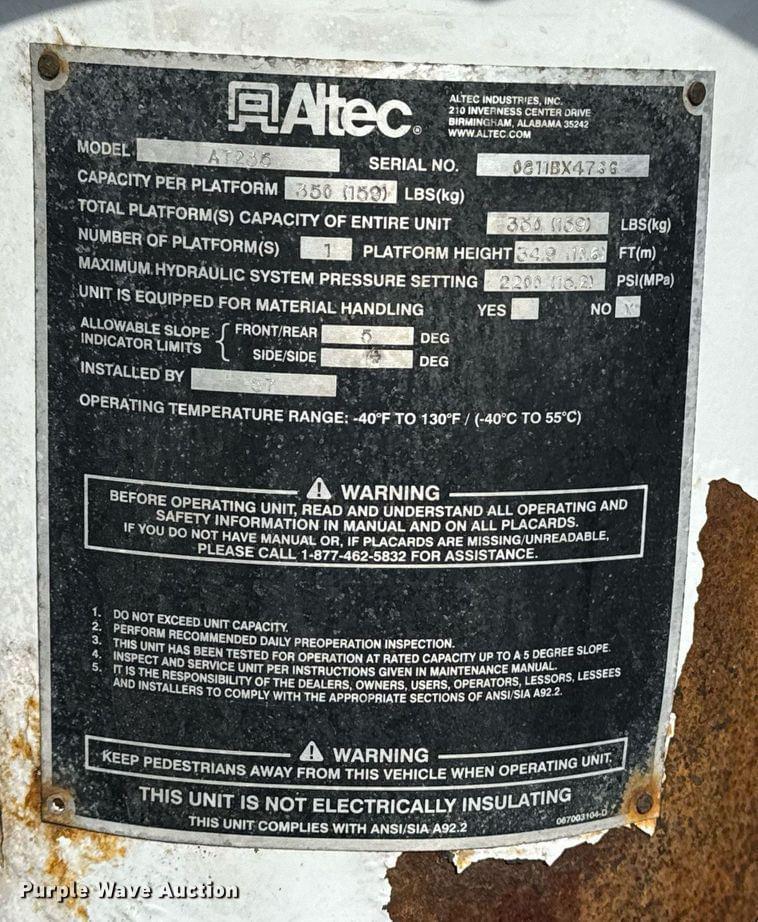 Altec®
ALTEC INDUSTRIES, INC.
210 INVERNESS CENTER DRIVE
BIRMINGHAM, ALABAMA 35242
WWW.ALTEC.COM
MODEL
SERIAL NO.
CAPACITY PER PLATFORM 350 (159) LBS(kg)
TOTAL PLATFORM(S) CAPACITY OF ENTIRE UNIT 350 (159) LBS(kg)
NUMBER OF PLATFORM(S) 1 PLATFORM HEIGHT 34.9 FT(m)
MAXIMUM HYDRAULIC SYSTEM PRESSURE SETTING 2200 (15.2) PSI(MPa)
UNIT IS EQUIPPED FOR MATERIAL HANDLING YES NO X
ALLOWABLE SLOPE INDICATOR LIMITS { FRONT/REAR 5 DEG
SIDE/SIDE DEG
INSTALLED BY
OPERATING TEMPERATURE RANGE: -40°F TO 130°F / (-40°C TO 55°C)
⚠ WARNING
BEFORE OPERATING UNIT, READ AND UNDERSTAND ALL OPERATING AND
SAFETY INFORMATION IN MANUAL AND ON ALL PLACARDS.
IF YOU DO NOT HAVE MANUAL OR, IF PLACARDS ARE MISSING/UNREADABLE,
PLEASE CALL 1-877-462-5832 FOR ASSISTANCE.
1. DO NOT EXCEED UNIT CAPACITY.
2. PERFORM RECOMMENDED DAILY PREOPERATION INSPECTION.
3. THIS UNIT HAS BEEN TESTED FOR OPERATION AT RATED CAPACITY UP TO A 5 DEGREE SLOPE.
4. INSPECT AND SERVICE UNIT PER INSTRUCTIONS GIVEN IN MAINTENANCE MANUAL.
5. IT IS THE RESPONSIBILITY OF THE DEALERS, OWNERS, USERS, OPERATORS, LESSORS, LESSEES
AND INSTALLERS TO COMPLY WITH THE APPROPRIATE SECTIONS OF ANSI/SIA A92.2.
⚠ WARNING
KEEP PEDESTRIANS AWAY FROM THIS VEHICLE WHEN OPERATING UNIT.
THIS UNIT IS NOT ELECTRICALLY INSULATING
THIS UNIT COMPLIES WITH ANSI/SIA A92.2
067003104-D
Purple Wave Auction